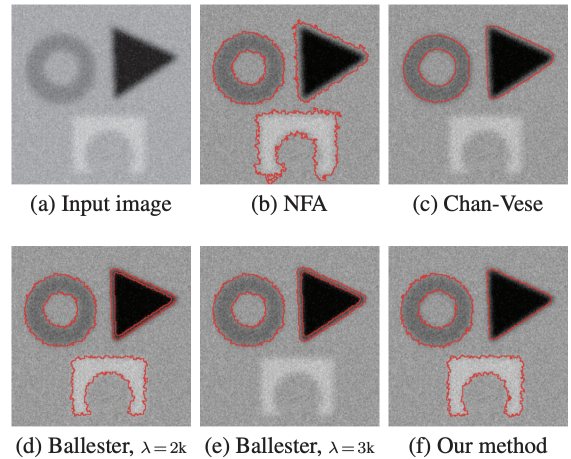 (a) Input image (b) NFA (c) Chan-Vese
(d) Ballester, λ = 2k (e) Ballester, λ = 3k (f) Our method